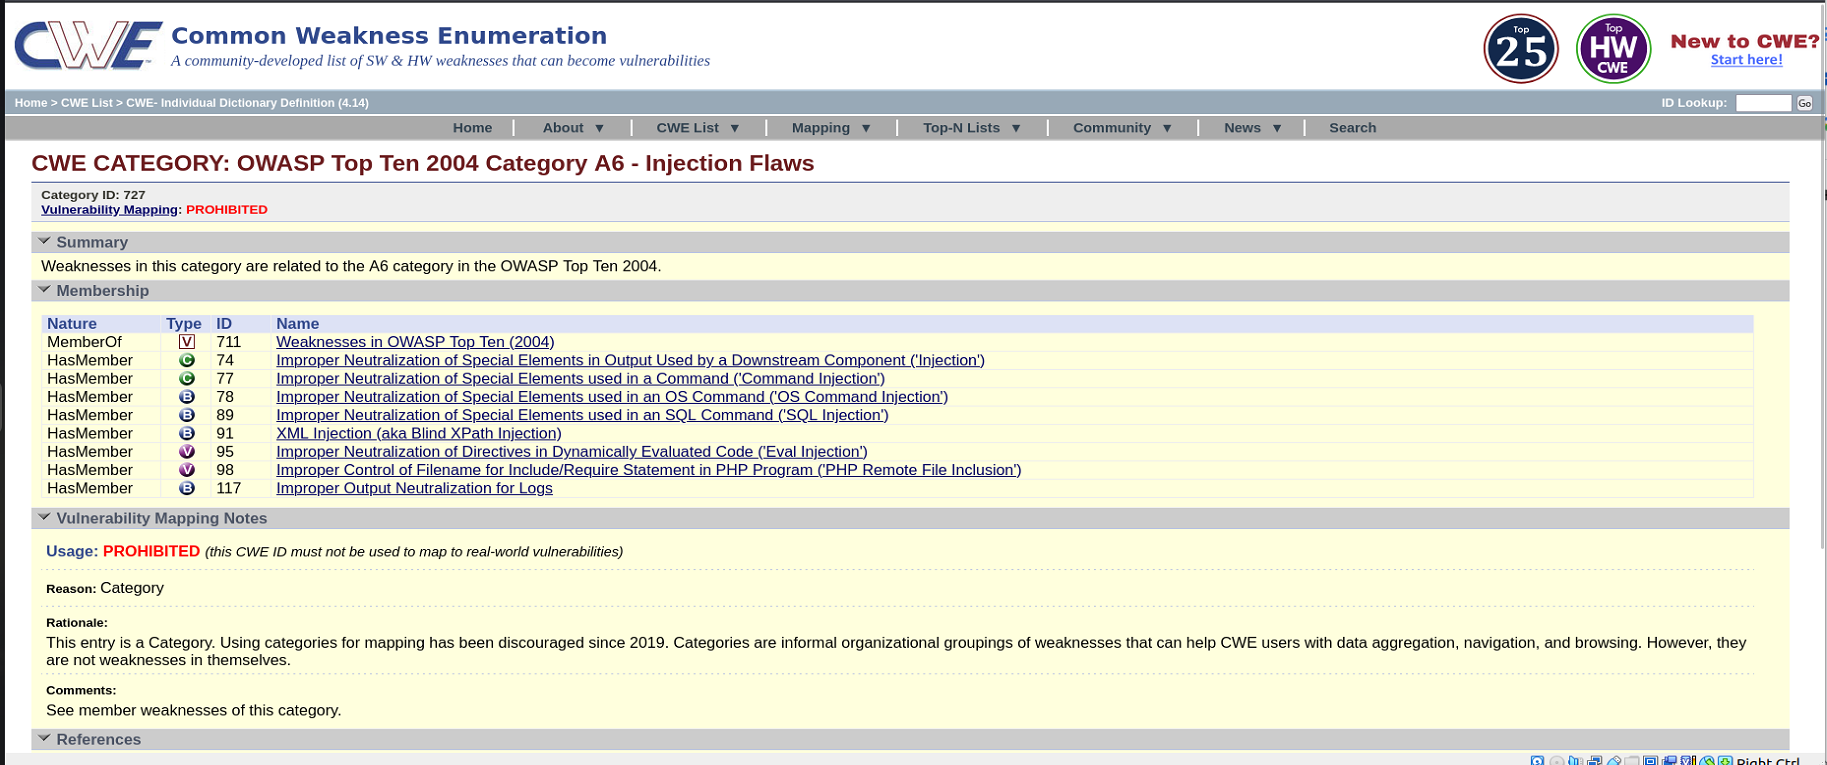 CWE Common Weakness Enumeration
A community-developed list of SW & HW weaknesses that can become vulnerabilities
Top 25
Top HW CWE
New to CWE?
Start here!
Home > CWE List > CWE- Individual Dictionary Definition (4.14)
ID Lookup: Go
Home About ▼ CWE List ▼ Mapping ▼ Top-N Lists ▼ Community ▼ News ▼ Search
CWE CATEGORY: OWASP Top Ten 2004 Category A6 - Injection Flaws
Category ID: 727
Vulnerability Mapping: PROHIBITED
Summary
Weaknesses in this category are related to the A6 category in the OWASP Top Ten 2004.
Membership
Nature Type ID Name
MemberOf V 711 Weaknesses in OWASP Top Ten (2004)
HasMember C 74 Improper Neutralization of Special Elements in Output Used by a Downstream Component ('Injection')
HasMember C 77 Improper Neutralization of Special Elements used in a Command ('Command Injection')
HasMember B 78 Improper Neutralization of Special Elements used in an OS Command ('OS Command Injection')
HasMember B 89 Improper Neutralization of Special Elements used in an SQL Command ('SQL Injection')
HasMember B 91 XML Injection (aka Blind XPath Injection)
HasMember V 95 Improper Neutralization of Directives in Dynamically Evaluated Code ('Eval Injection')
HasMember V 98 Improper Control of Filename for Include/Require Statement in PHP Program ('PHP Remote File Inclusion')
HasMember B 117 Improper Output Neutralization for Logs
Vulnerability Mapping Notes
Usage: PROHIBITED (this CWE ID must not be used to map to real-world vulnerabilities)
Reason: Category
Rationale:
This entry is a Category. Using categories for mapping has been discouraged since 2019. Categories are informal organizational groupings of weaknesses that can help CWE users with data aggregation, navigation, and browsing. However, they
are not weaknesses in themselves.
Comments:
See member weaknesses of this category.
References
Right Ctrl